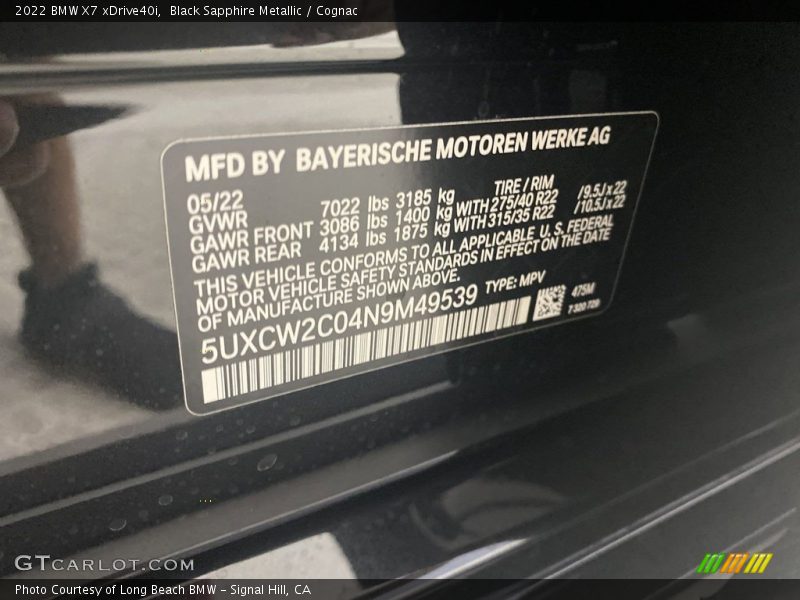 2022 BMW X7 xDrive40i, Black Sapphire Metallic / Cognac
MFD BY BAYERISCHE MOTOREN WERKE AG
05/22 TIRE / RIM
GVWR 7022 lbs 3185 kg
GAWR FRONT 3086 lbs 1400 kg WITH 275/40 R22 /9.5J x 22
GAWR REAR 4134 lbs 1875 kg WITH 315/35 R22 /10.5J x 22
THIS VEHICLE CONFORMS TO ALL APPLICABLE U.S. FEDERAL
MOTOR VEHICLE SAFETY STANDARDS IN EFFECT ON THE DATE
OF MANUFACTURE SHOWN ABOVE.
5UXCW2C04N9M49539 TYPE: MPV
475M
7 320 728
GTCARLOT.COM
Photo Courtesy of Long Beach BMW - Signal Hill, CA